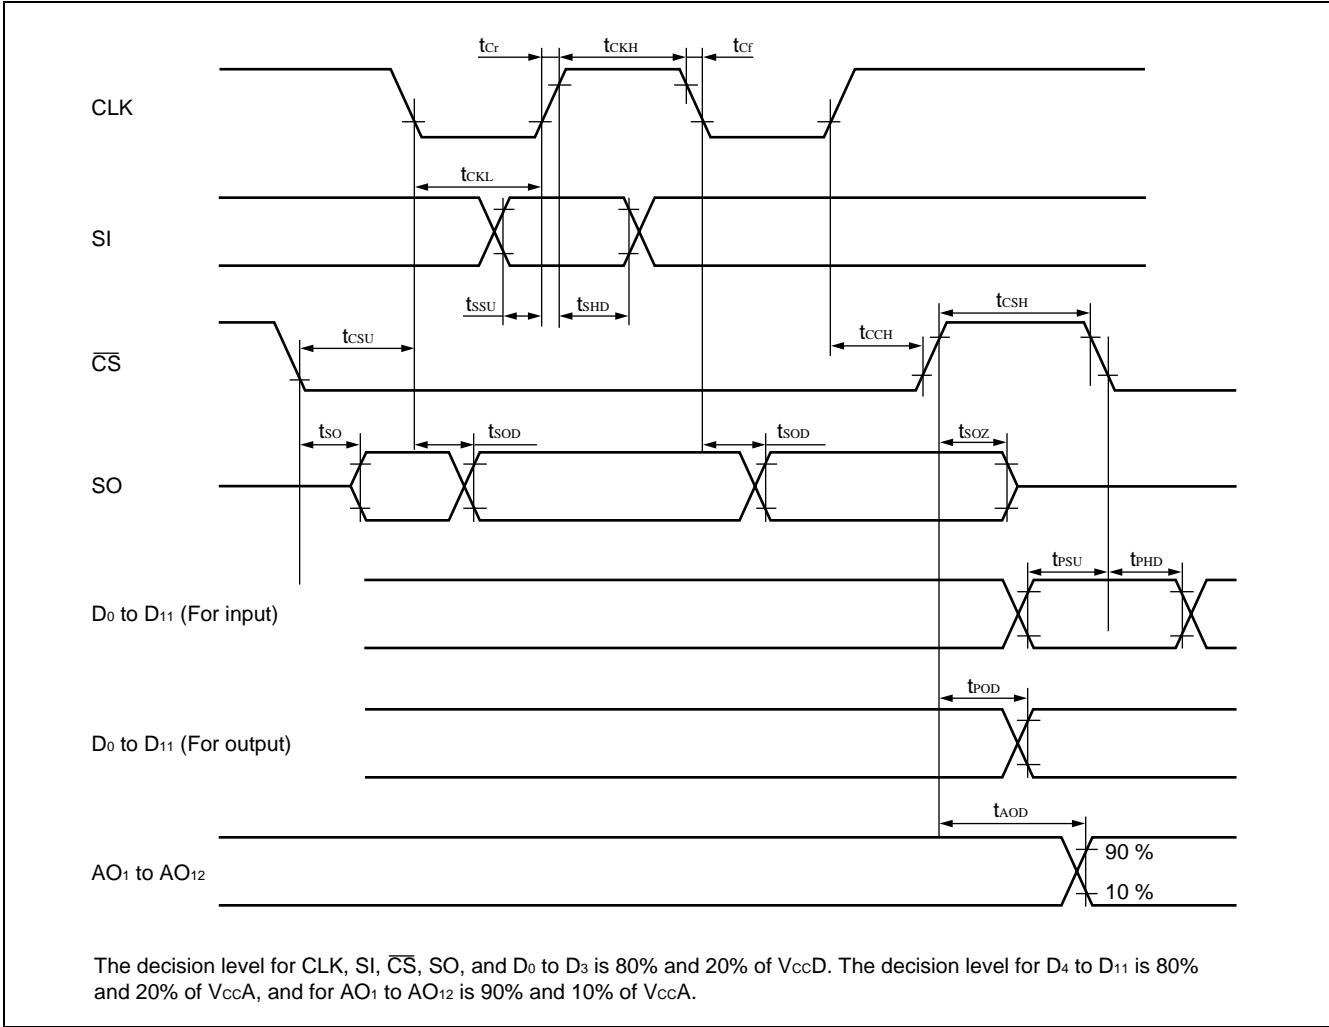 tCr tCKH tCf
CLK
tCKL
SI
tSSU tSHD tCSH
tCSU tCCH
CS
tSO tSOD tSOD tSOZ
SO
tPSU tPHD
D0 to D11 (For input)
tPOD
D0 to D11 (For output)
tAOD
90 %
AO1 to AO12
10 %
The decision level for CLK, SI, CS, SO, and D0 to D3 is 80% and 20% of VCCD. The decision level for D4 to D11 is 80%
and 20% of VCCA, and for AO1 to AO12 is 90% and 10% of VCCA.